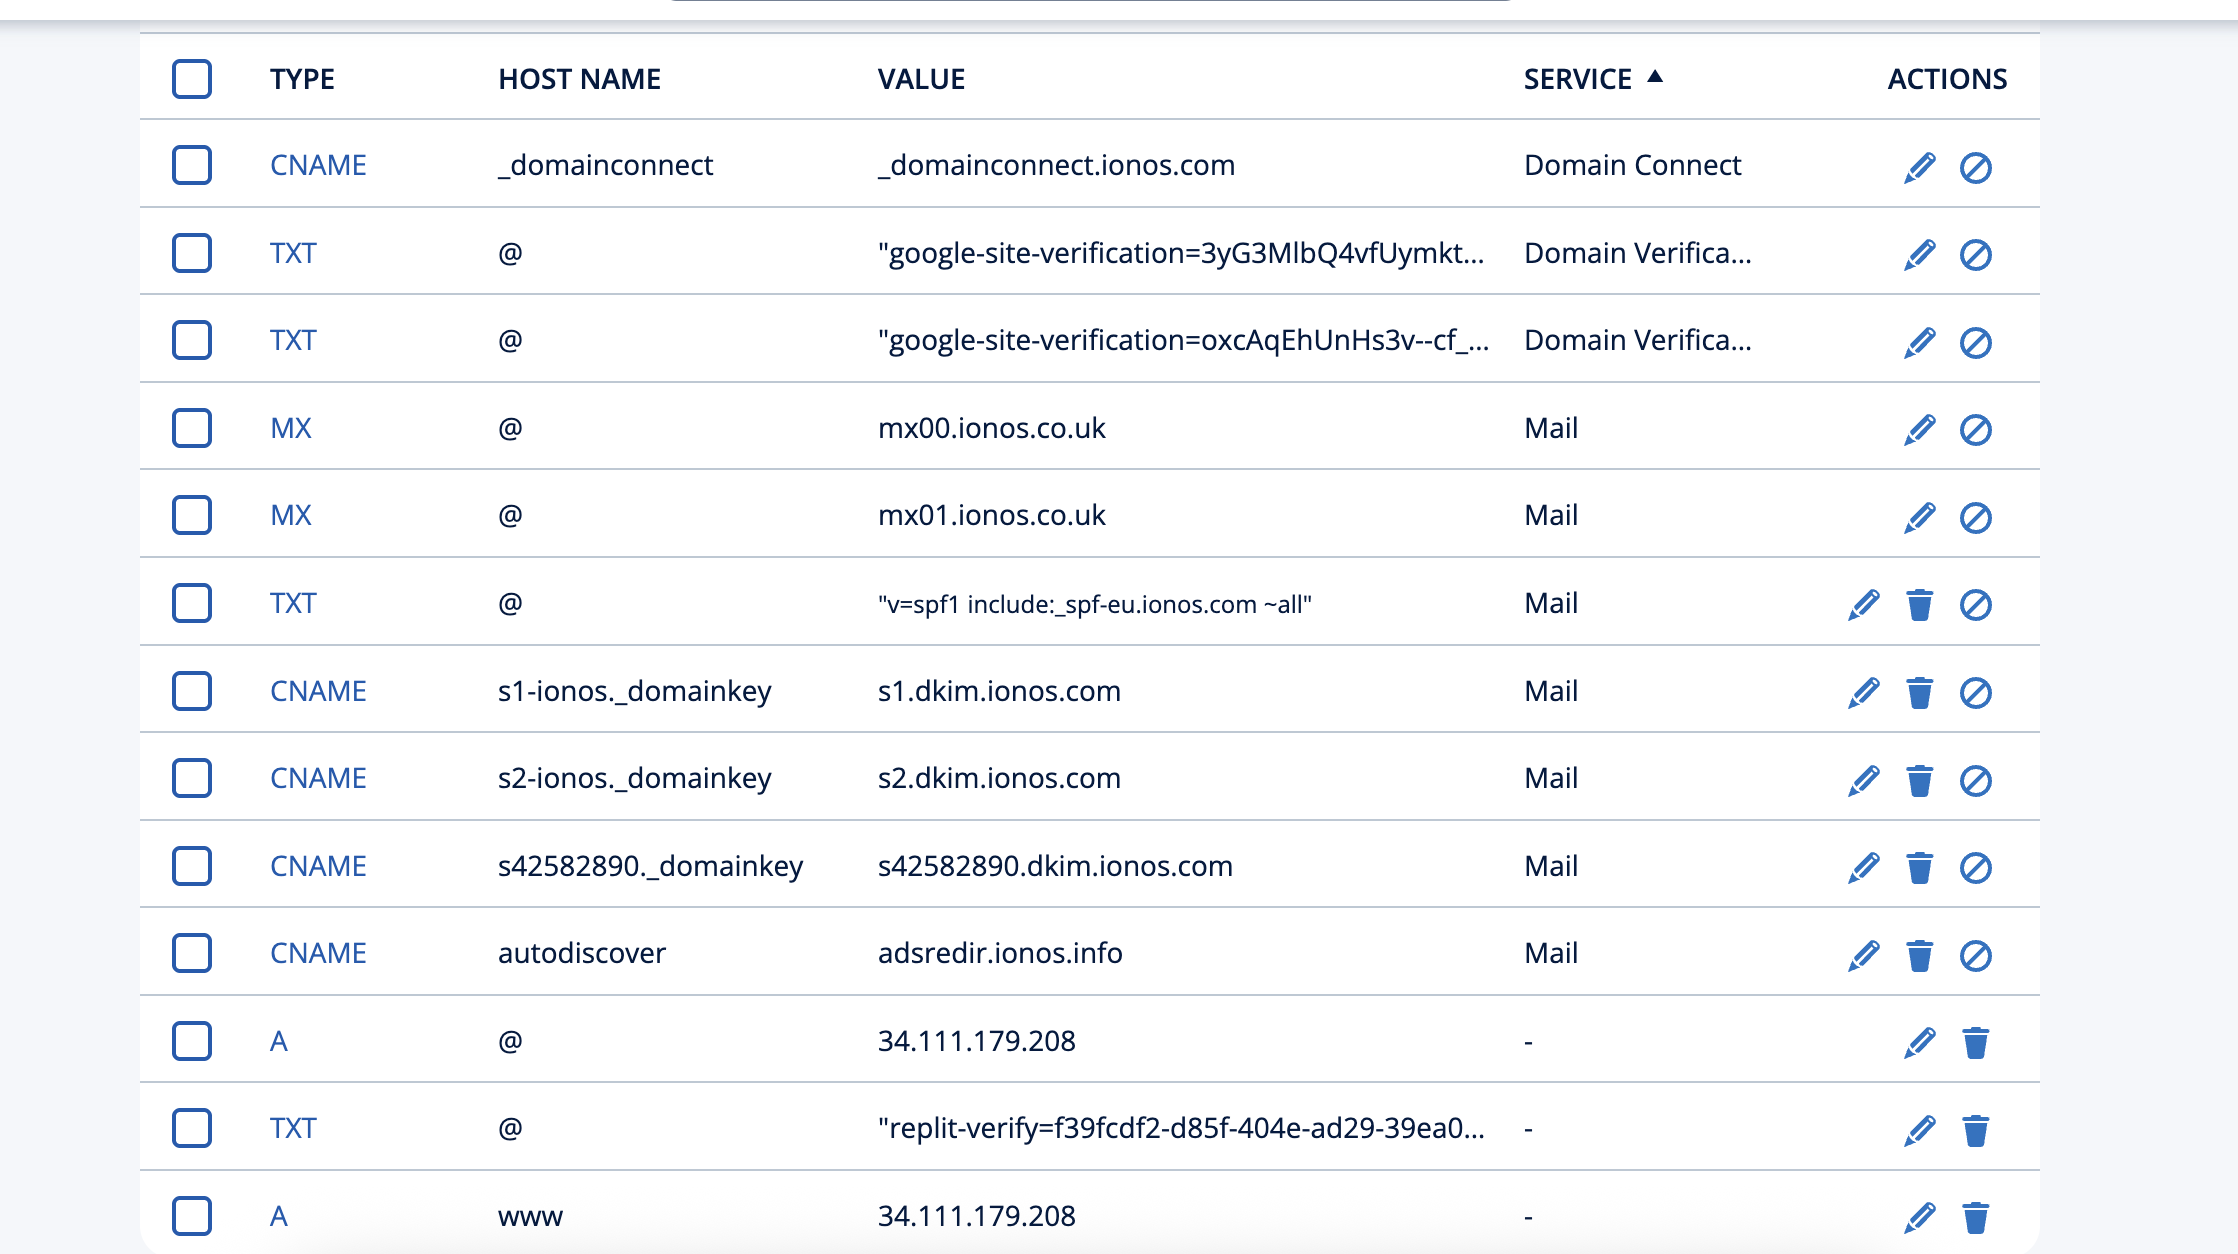 TYPE HOST NAME VALUE SERVICE ▲ ACTIONS
CNAME _domainconnect _domainconnect.ionos.com Domain Connect
TXT @ "google-site-verification=3yG3MlbQ4vfUymkt... Domain Verifica...
TXT @ "google-site-verification=oxcAqEhUnHs3v--cf_... Domain Verifica...
MX @ mx00.ionos.co.uk Mail
MX @ mx01.ionos.co.uk Mail
TXT @ "v=spf1 include:_spf-eu.ionos.com ~all" Mail
CNAME s1-ionos._domainkey s1.dkim.ionos.com Mail
CNAME s2-ionos._domainkey s2.dkim.ionos.com Mail
CNAME s42582890._domainkey s42582890.dkim.ionos.com Mail
CNAME autodiscover adsredir.ionos.info Mail
A @ 34.111.179.208 -
TXT @ "replit-verify=f39fcdf2-d85f-404e-ad29-39ea0... -
A www 34.111.179.208 -